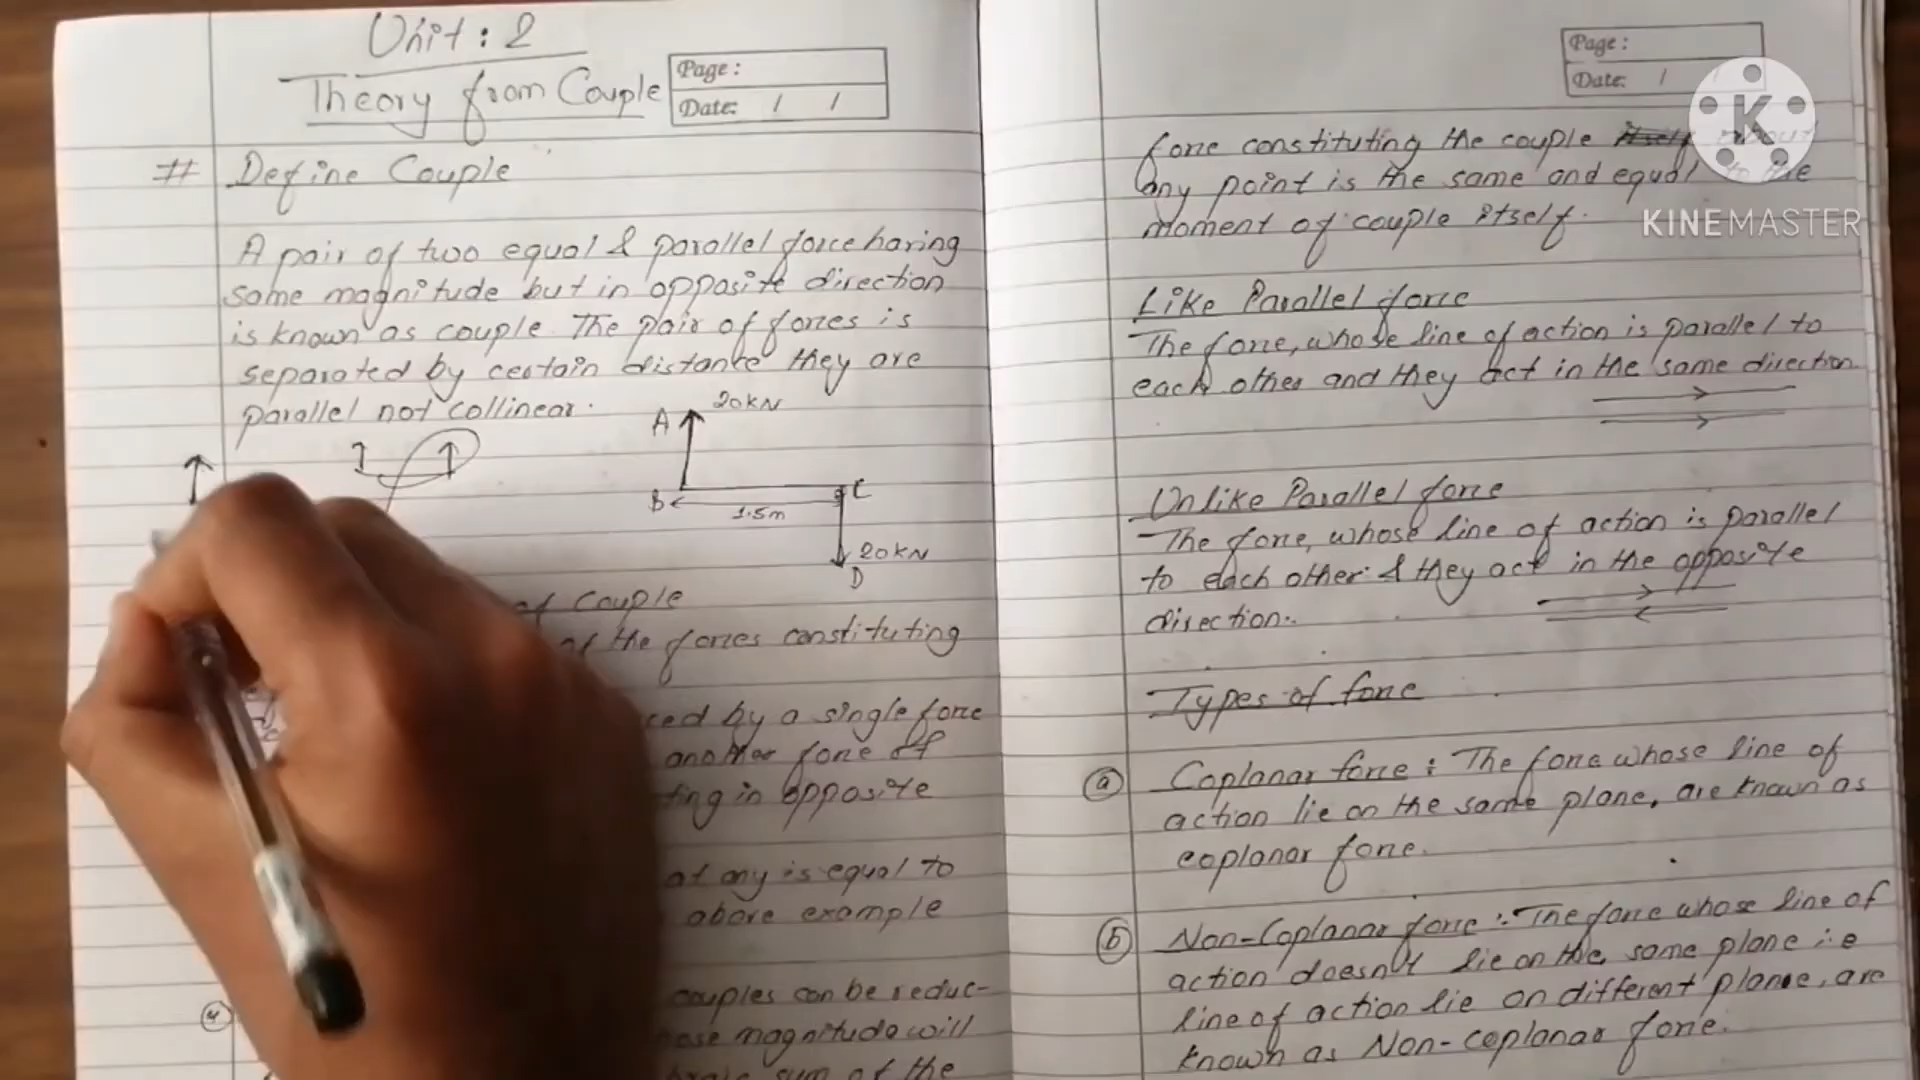 Unit: 2
Theory from Couple
Page:
Date: / /
# Define Couple
A pair of two equal & parallel force having
same magnitude but in opposite direction
is known as couple. The pair of forces is
separated by certain distance they are
parallel not collinear.
A 20KN
B C
1.5m
20KN
D
of Couple
of the forces constituting
by a single force
another force of
in opposite
at any is equal to
above example
4
couples can be reduc-
magnitude will
sum of the
Page:
Date: /
K
KINEMASTER
force constituting the couple about
any point is the same and equal to the
moment of couple itself.
Like Parallel force
The force, whose line of action is parallel to
each other and they act in the same direction
Unlike Parallel force
The force, whose line of action is parallel
to each other & they act in the opposite
direction.
Types of force
a Coplanar force: The force whose line of
action lie on the same plane, are known as
coplanar force.
b Non-Coplanar force: The force whose line of
action doesn't lie on the same plane i.e
line of action lie on different plane, are
known as Non-coplanar force.